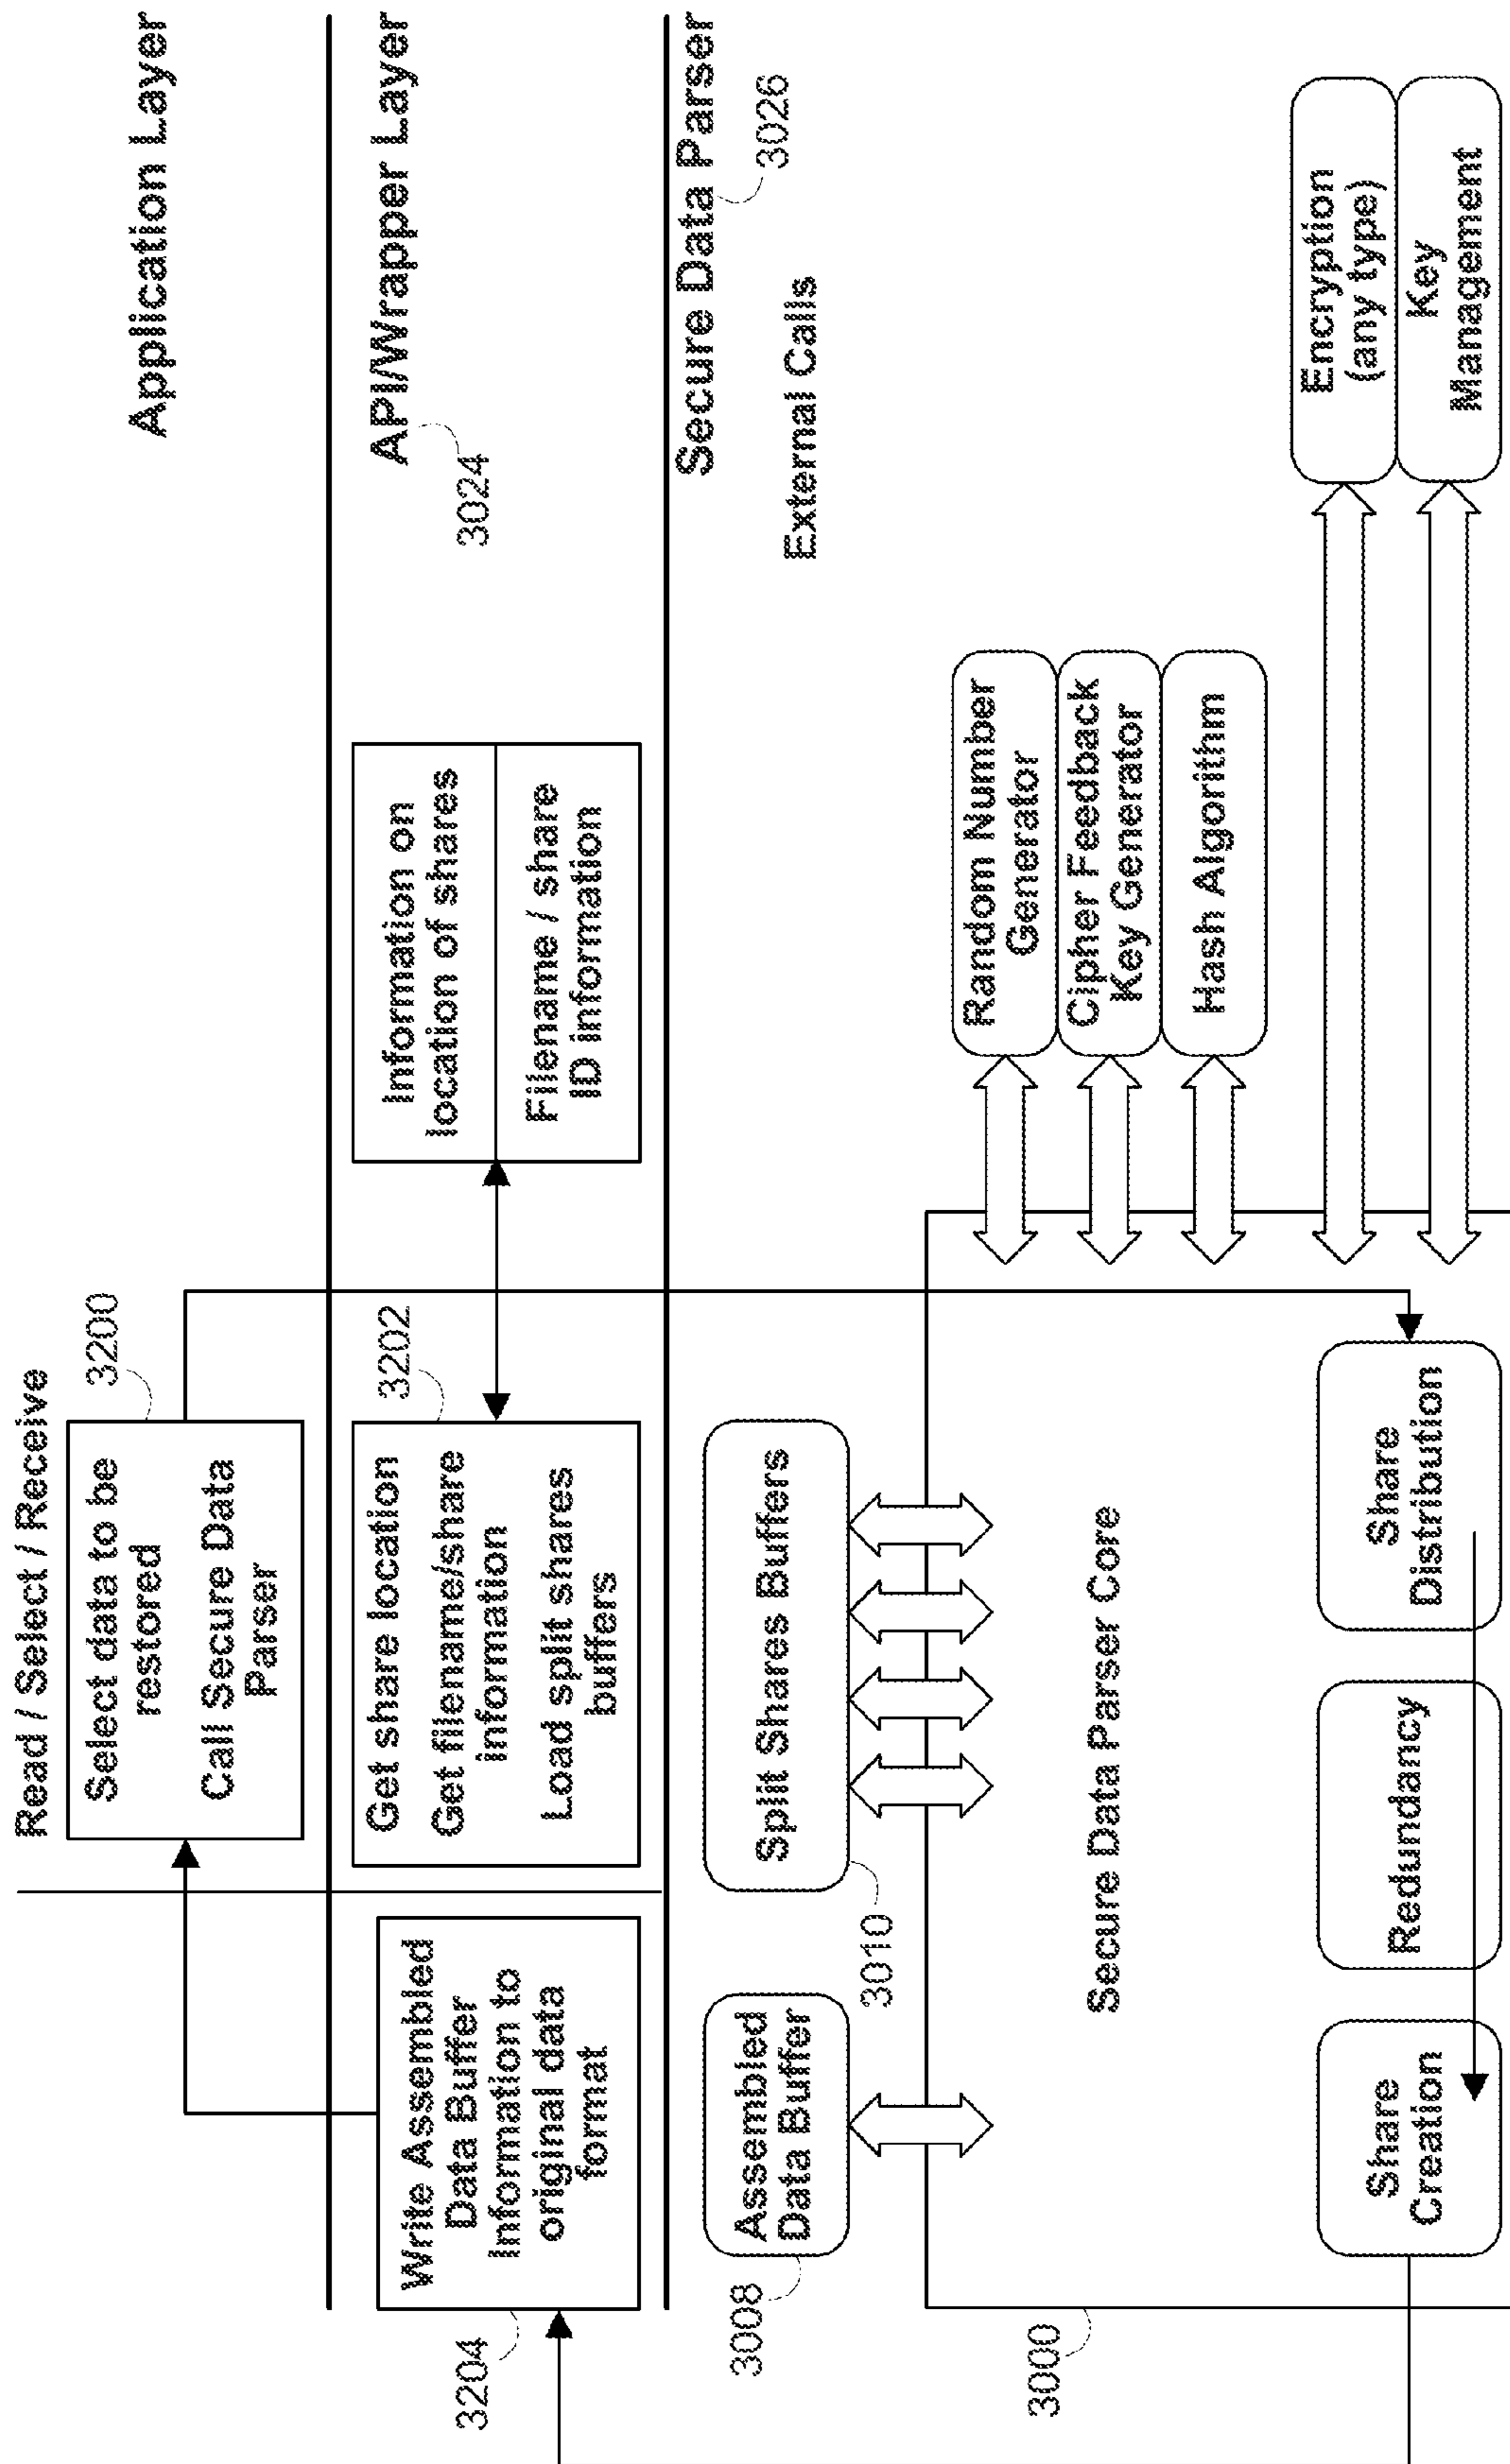 Read / Select / Receive
3200
Select data to be
restored
Call Secure Data
Parser
Application Layer
3204
Write Assembled
Data Buffer
Information to
original data
format
3202
Get share location
Get filename/share
information
Load split shares
buffers
Information on
location of shares
Filename / share
ID information
API/Wrapper Layer
3024
Secure Data Parser
3026
External Calls
3008
Assembled
Data Buffer
3010
Split Shares Buffers
3000
Secure Data Parser Core
Random Number
Generator
Cipher Feedback
Key Generator
Hash Algorithm
Share
Creation
Redundancy
Share
Distribution
Encryption
(any type)
Key
Management